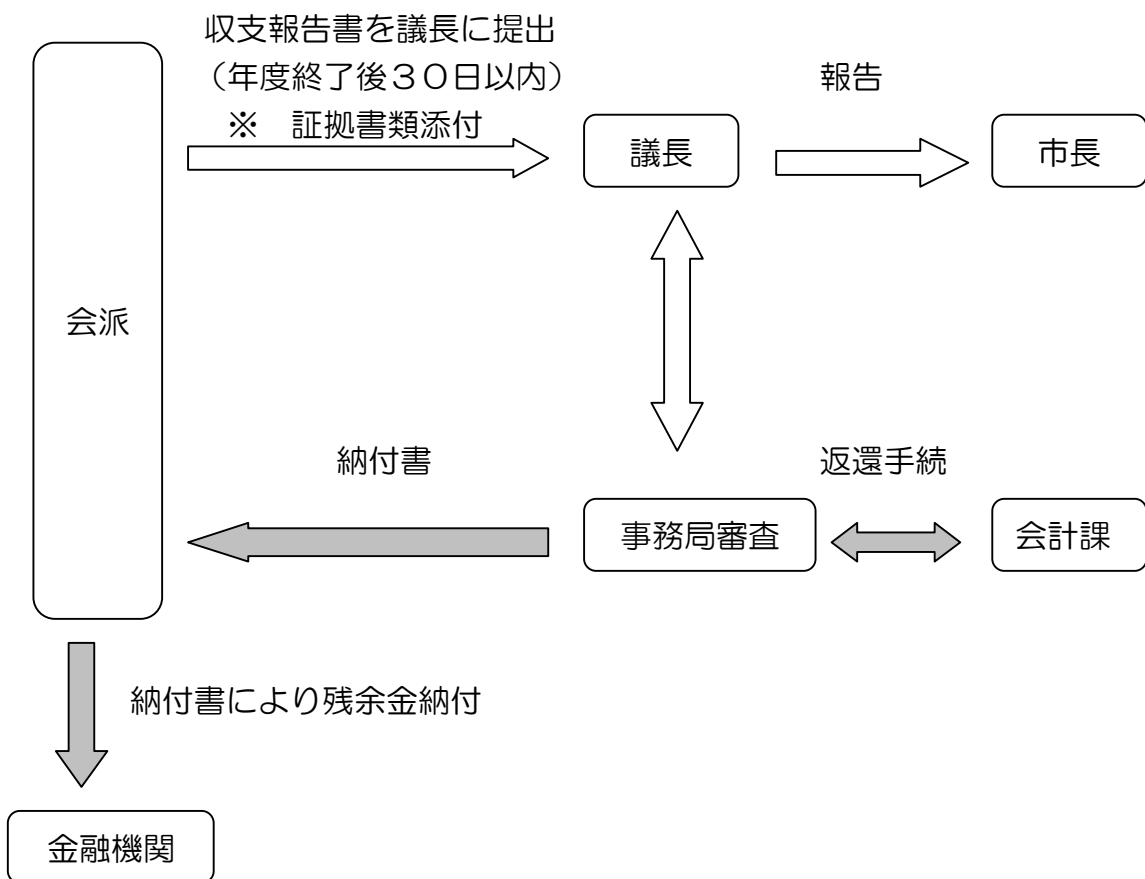 収支報告書を議長に提出
（年度終了後３０日以内）
※　証拠書類添付
報告
議長
市長
会派
納付書
返還手続
事務局審査
会計課
納付書により残余金納付
金融機関